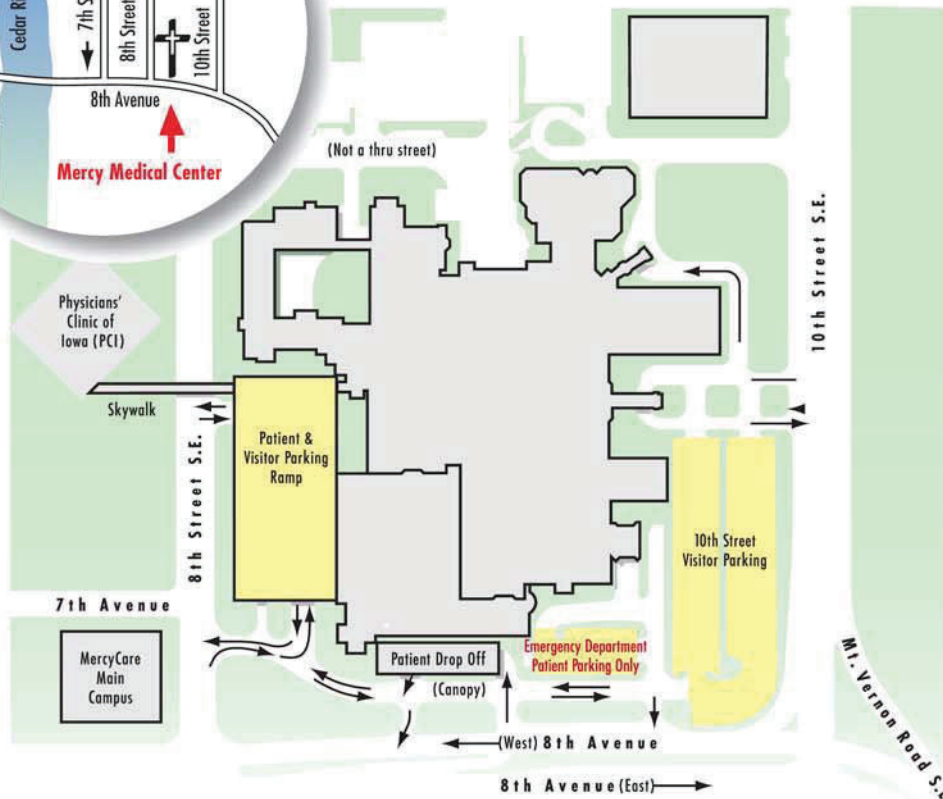 Cedar Ri
7th S
8th Street
10th Street
8th Avenue
Mercy Medical Center
(Not a thru street)
10th Street S.E.
Physicians'
Clinic of
Iowa (PCI)
Skywalk
8th Street S.E.
Patient &
Visitor Parking
Ramp
10th Street
Visitor Parking
7th Avenue
MercyCare
Main
Campus
Patient Drop Off
(Canopy)
Emergency Department
Patient Parking Only
(West) 8th Avenue
8th Avenue (East)
Mt. Vernon Road S.E